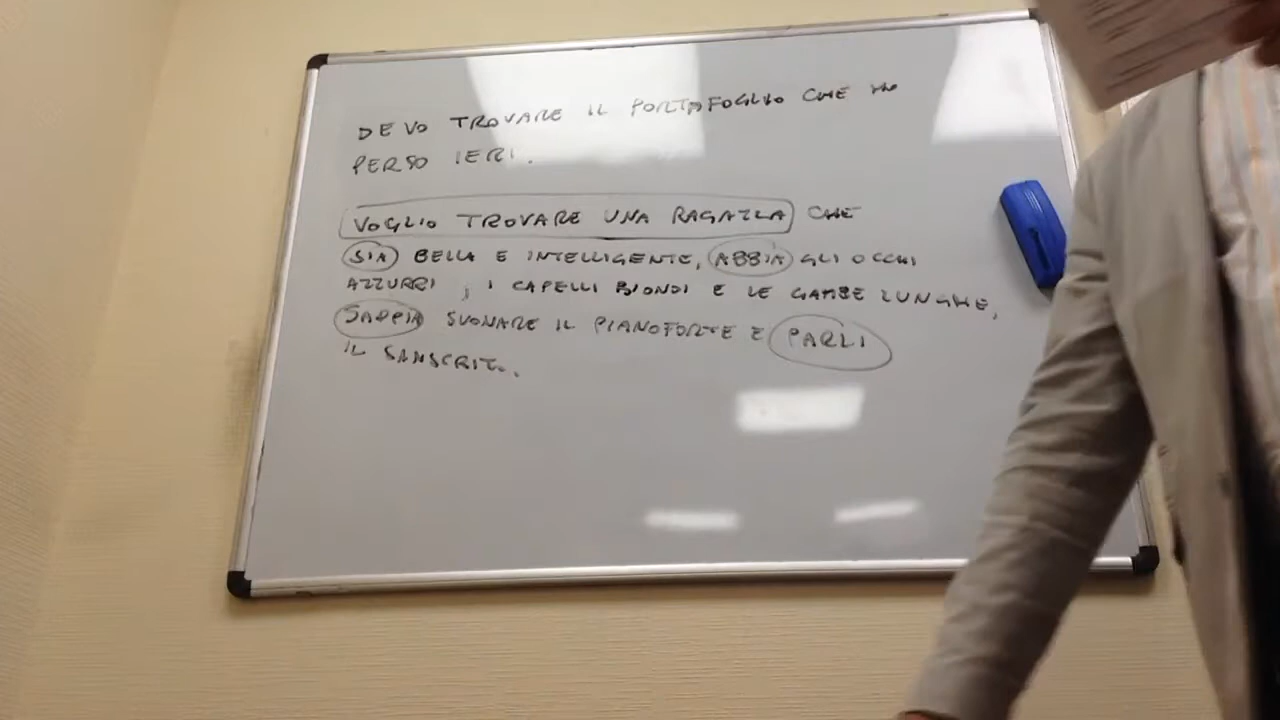 DEVO TROVARE IL PORTAFOGLIO CHE HO
PERSO IERI.
VOGLIO TROVARE UNA RAGAZZA CHE
SIA BELLA E INTELLIGENTE, ABBIA GLI OCCHI
AZZURRI, I CAPELLI BIONDI E LE GAMBE LUNGHE,
SAPPIA SUONARE IL PIANOFORTE E PARLI
IL SANSCRITO.